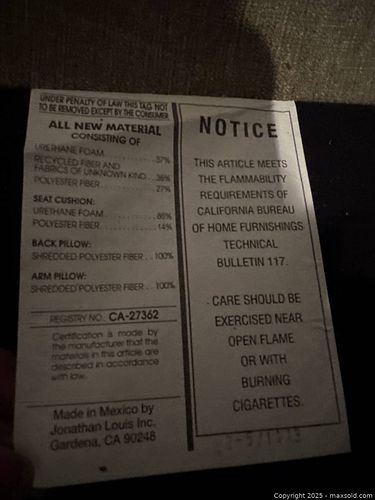 UNDER PENALTY OF LAW THIS TAG NOT
TO BE REMOVED EXCEPT BY THE CONSUMER
ALL NEW MATERIAL
CONSISTING OF
URETHANE FOAM............37%
RECYCLED FIBER AND
FABRICS OF UNKNOWN KIND...36%
POLYESTER FIBER............27%
SEAT CUSHION:
URETHANE FOAM............86%
POLYESTER FIBER............14%
BACK PILLOW:
SHREDDED POLYESTER FIBER . . 100%
ARM PILLOW:
SHREDDED POLYESTER FIBER . . 100%
REGISTRY NO. CA-27362
Certification is made by
the manufacturer that the
materials in this article are
described in accordance
with law.
Made in Mexico by
Jonathan Louis Inc.
Gardena, CA 90248
NOTICE
THIS ARTICLE MEETS
THE FLAMMABILITY
REQUIREMENTS OF
CALIFORNIA BUREAU
OF HOME FURNISHINGS
TECHNICAL
BULLETIN 117.
CARE SHOULD BE
EXERCISED NEAR
OPEN FLAME
OR WITH
BURNING
CIGARETTES.
Copyright 2025 - maxsold.com